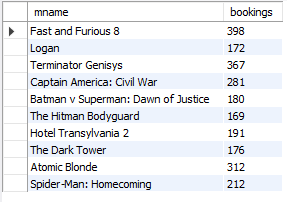 mname bookings
Fast and Furious 8 398
Logan 172
Terminator Genisys 367
Captain America: Civil War 281
Batman v Superman: Dawn of Justice 180
The Hitman Bodyguard 169
Hotel Transylvania 2 191
The Dark Tower 176
Atomic Blonde 312
Spider-Man: Homecoming 212